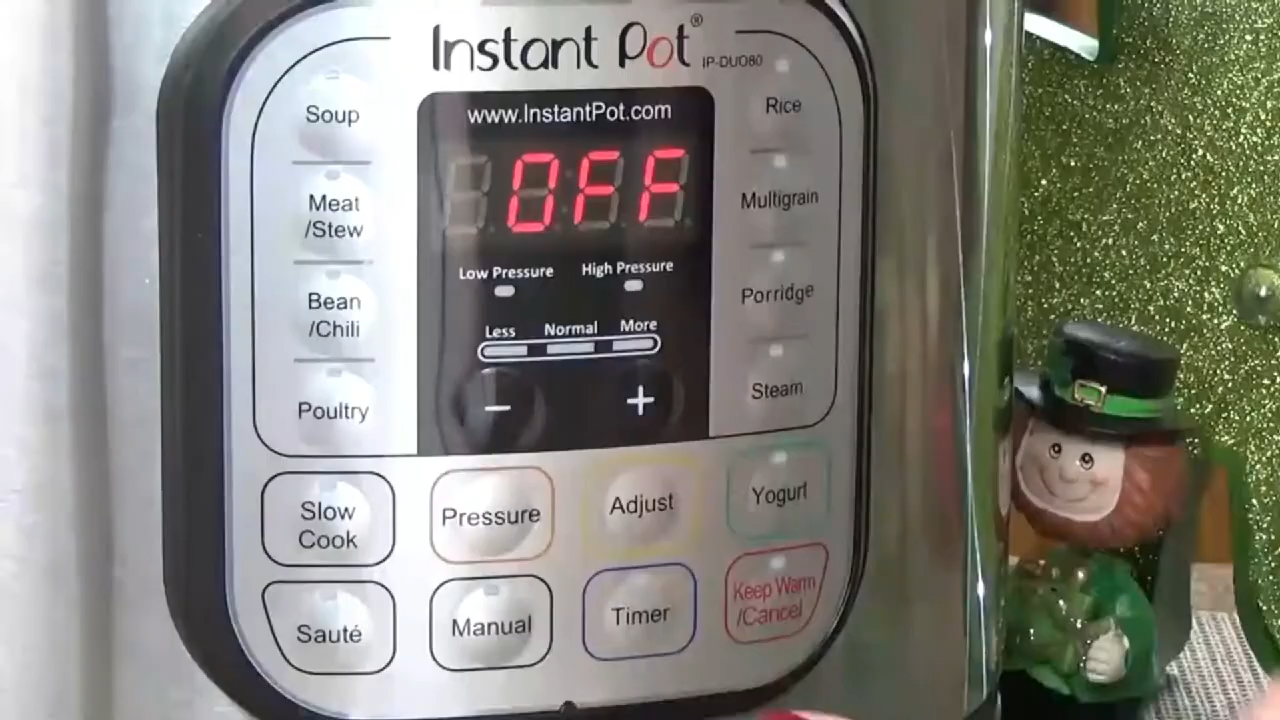 Instant Pot®
IP-DUO80
www.InstantPot.com
OFF
Low Pressure High Pressure
Less Normal More
− +
Soup
Meat
/Stew
Bean
/Chili
Poultry
Rice
Multigrain
Porridge
Steam
Slow
Cook
Pressure
Adjust
Yogurt
Sauté
Manual
Timer
Keep Warm
/Cancel